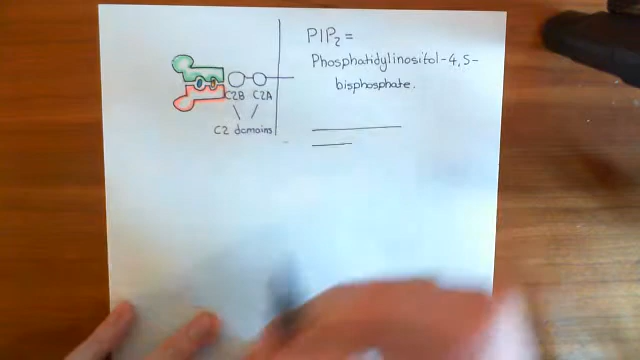 PIP2 =
Phosphatidylinositol-4,5-
bisphosphate.
C2B C2A
C2 domains